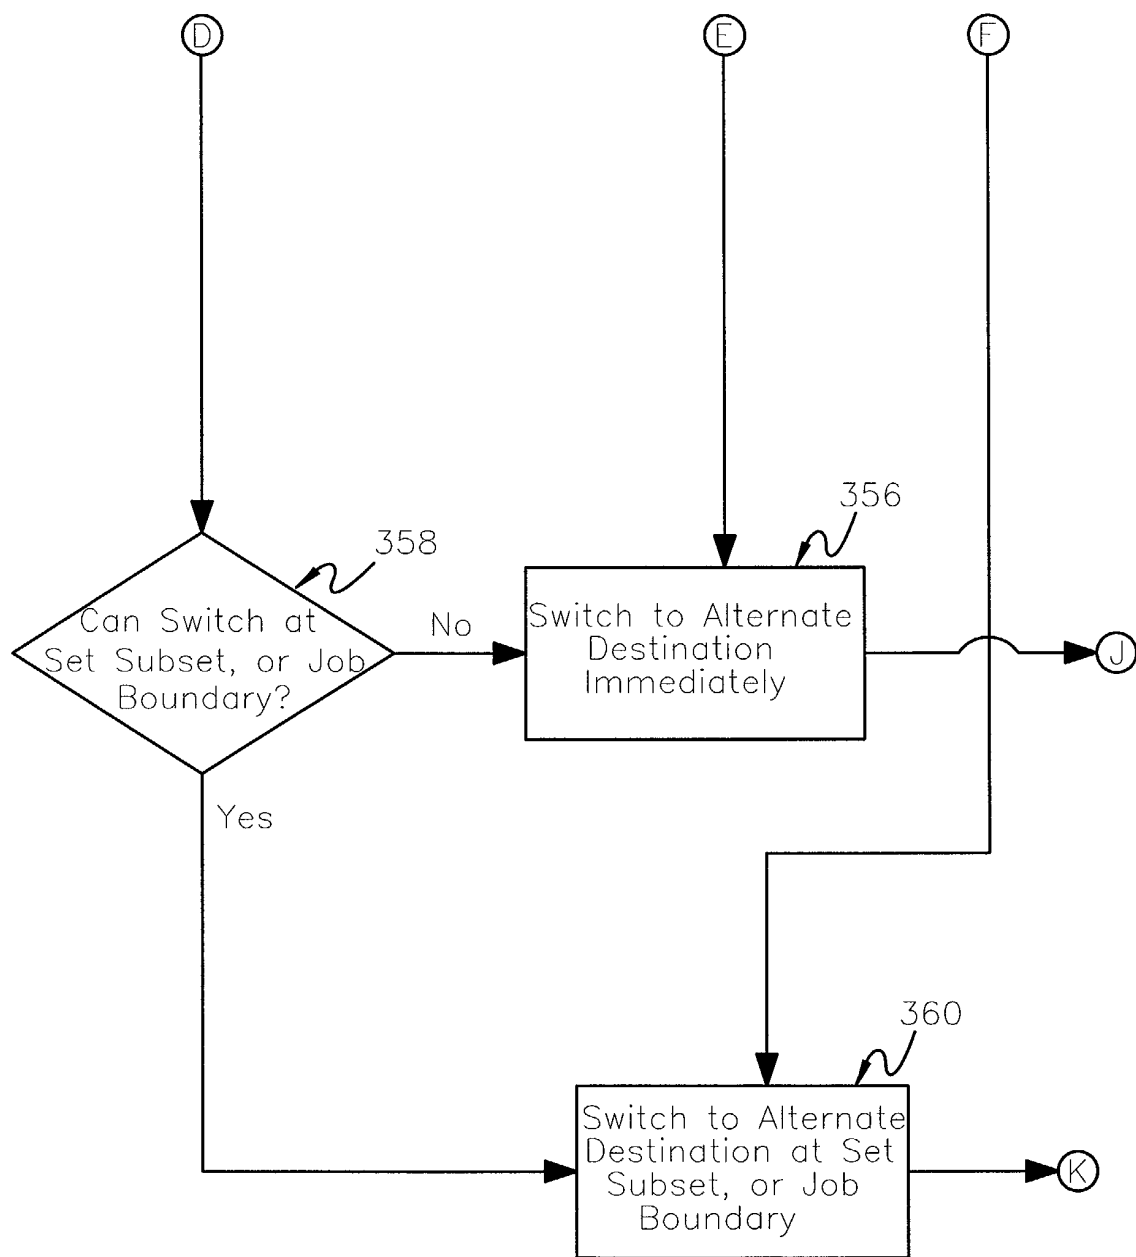 D
E
F
356
358
Can Switch at
Set Subset, or Job
Boundary?
No
Switch to Alternate
Destination
Immediately
J
Yes
360
Switch to Alternate
Destination at Set
Subset, or Job
Boundary
K